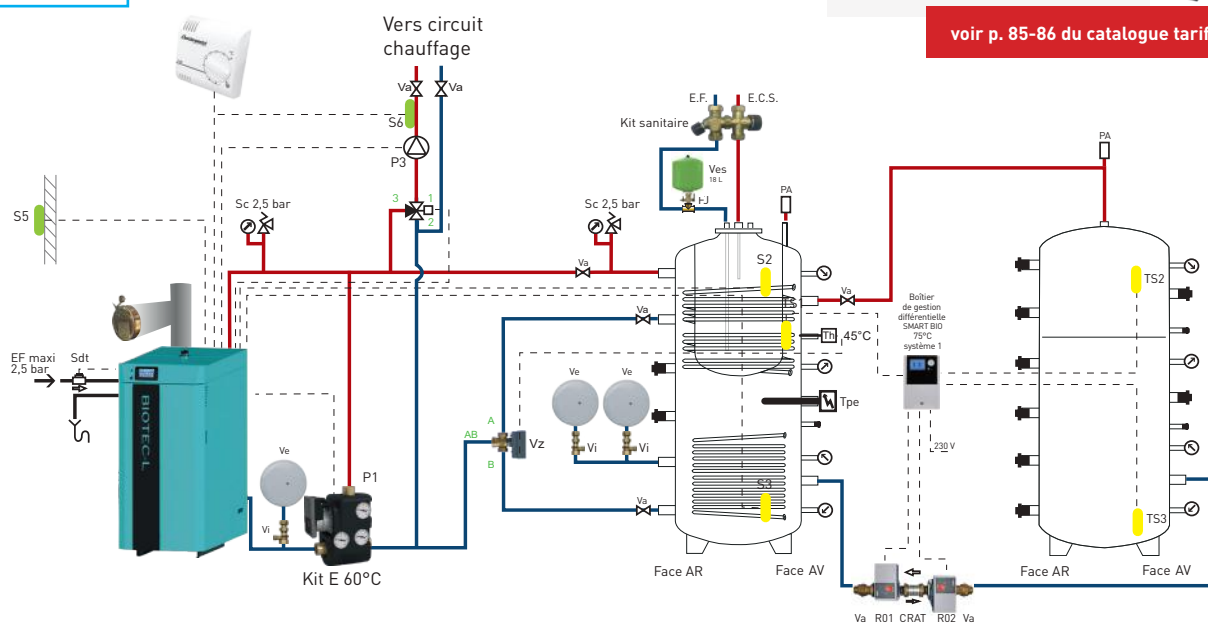 Vers circuit
chauffage
voir p. 85-86 du catalogue tarif
Va
Va
S6
P3
E.F.
E.C.S.
Kit sanitaire
Ves
18 L
PA
PA
S5
Sc 2,5 bar
3
1
2
Sc 2,5 bar
Va
S2
Va
TS2
Boîtier
de gestion
différentielle
SMART BIO
75°C
système 1
Va
Th
45°C
EF maxi
2,5 bar
Sdt
BIOTEC-L
Ve
Ve
Tpe
A
AB
B
Vz
Vi
Vi
230 V
Ve
P1
Vi
Va
S3
TS3
Kit E 60°C
Face AR
Face AV
Face AR
Face AV
Va
R01
CRAT
R02
Va